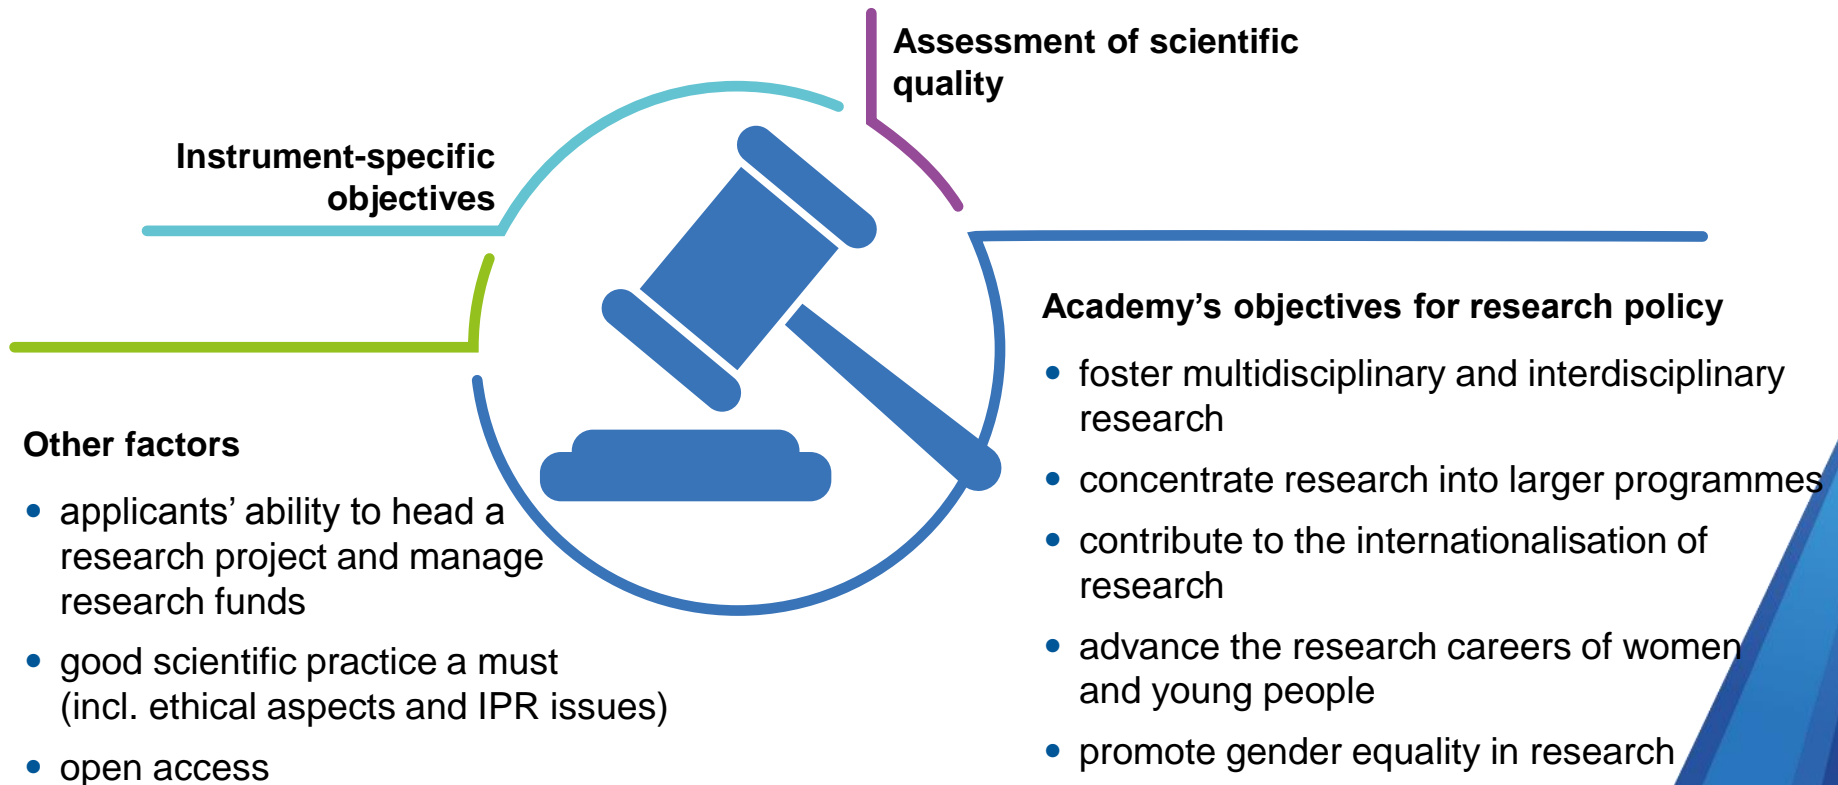 Assessment of scientific
quality
Instrument-specific
objectives
Academy’s objectives for research policy
• foster multidisciplinary and interdisciplinary
research
• concentrate research into larger programmes
• contribute to the internationalisation of
research
• advance the research careers of women
and young people
• promote gender equality in research
Other factors
• applicants’ ability to head a
research project and manage
research funds
• good scientific practice a must
(incl. ethical aspects and IPR issues)
• open access